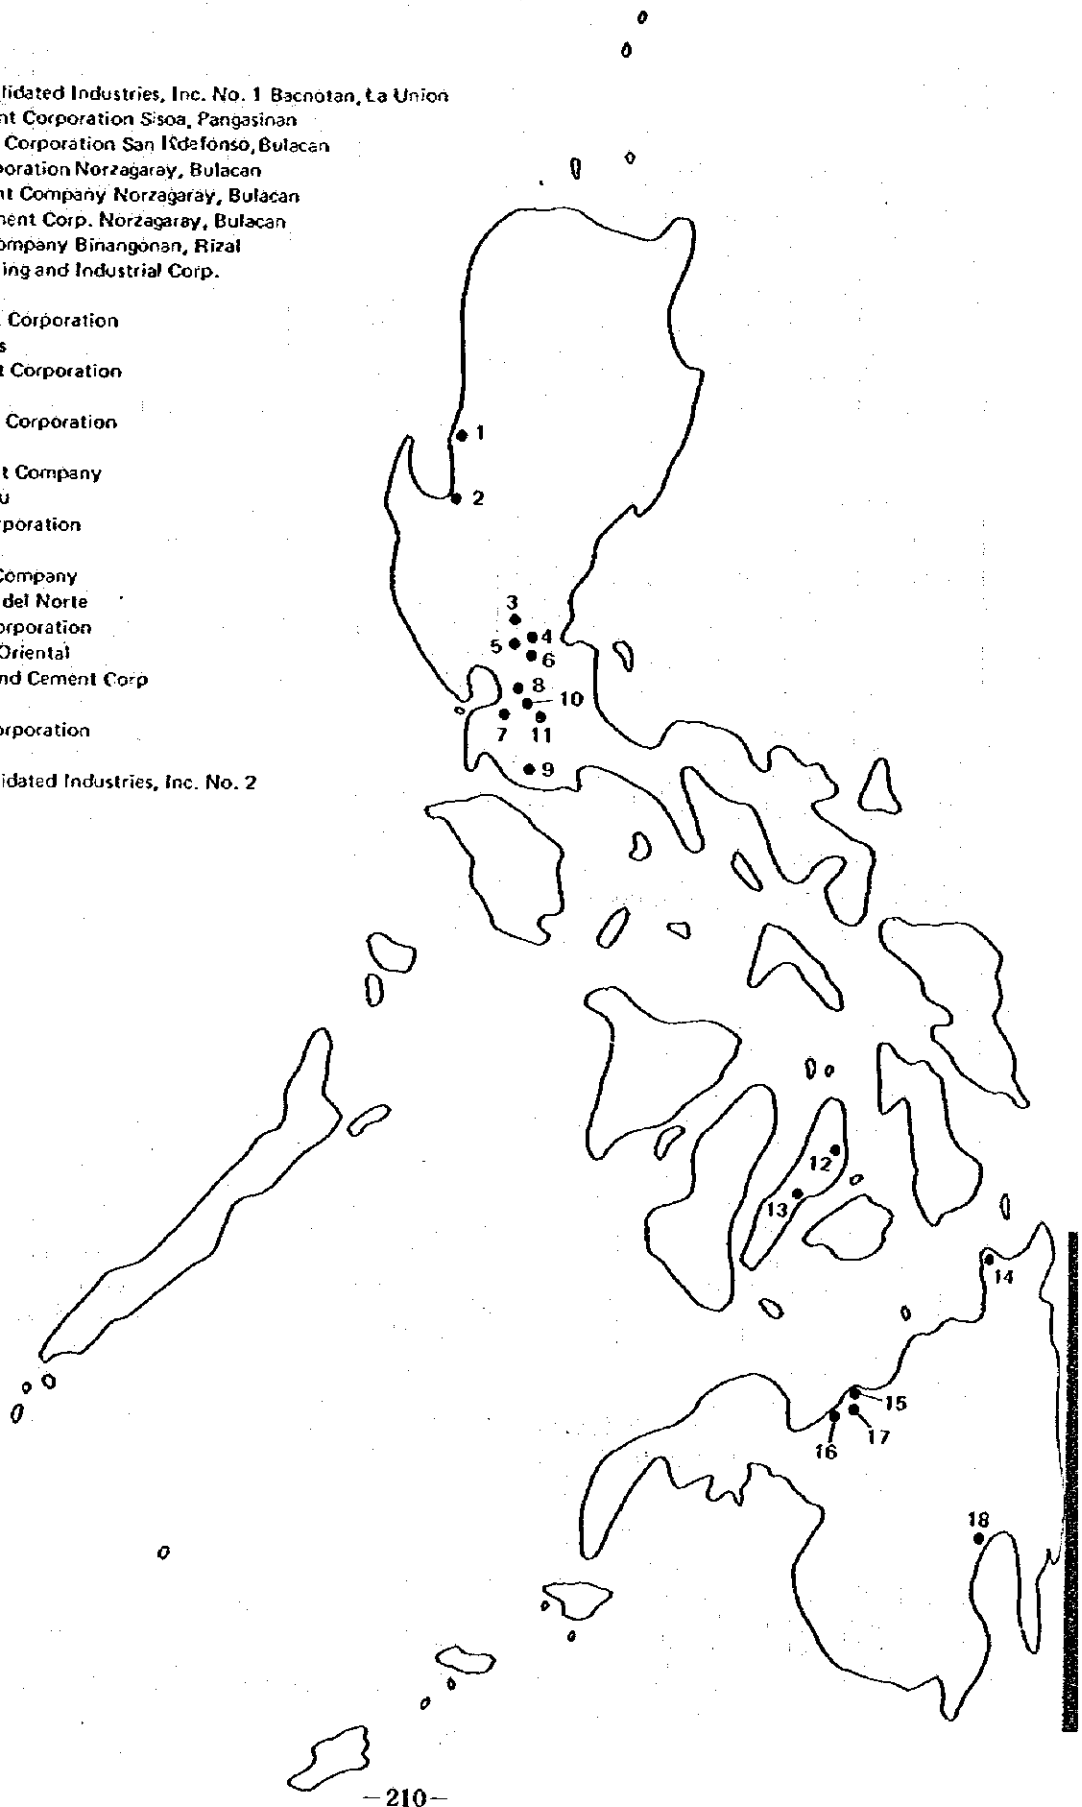 lidated Industries, Inc. No. 1 Bacnotan, La Union
nt Corporation Sisoa, Pangasinan
Corporation San Ildefonso, Bulacan
poration Norzagaray, Bulacan
nt Company Norzagaray, Bulacan
nent Corp. Norzagaray, Bulacan
ompany Binangonan, Rizal
ing and Industrial Corp.
Corporation
s
t Corporation
Corporation
t Company
u
poration
Company
del Norte
orporation
Oriental
nd Cement Corp
orporation
idated Industries, Inc. No. 2
1
2
3
4
5
6
8
10
7
11
9
12
13
14
15
17
16
18
-210-